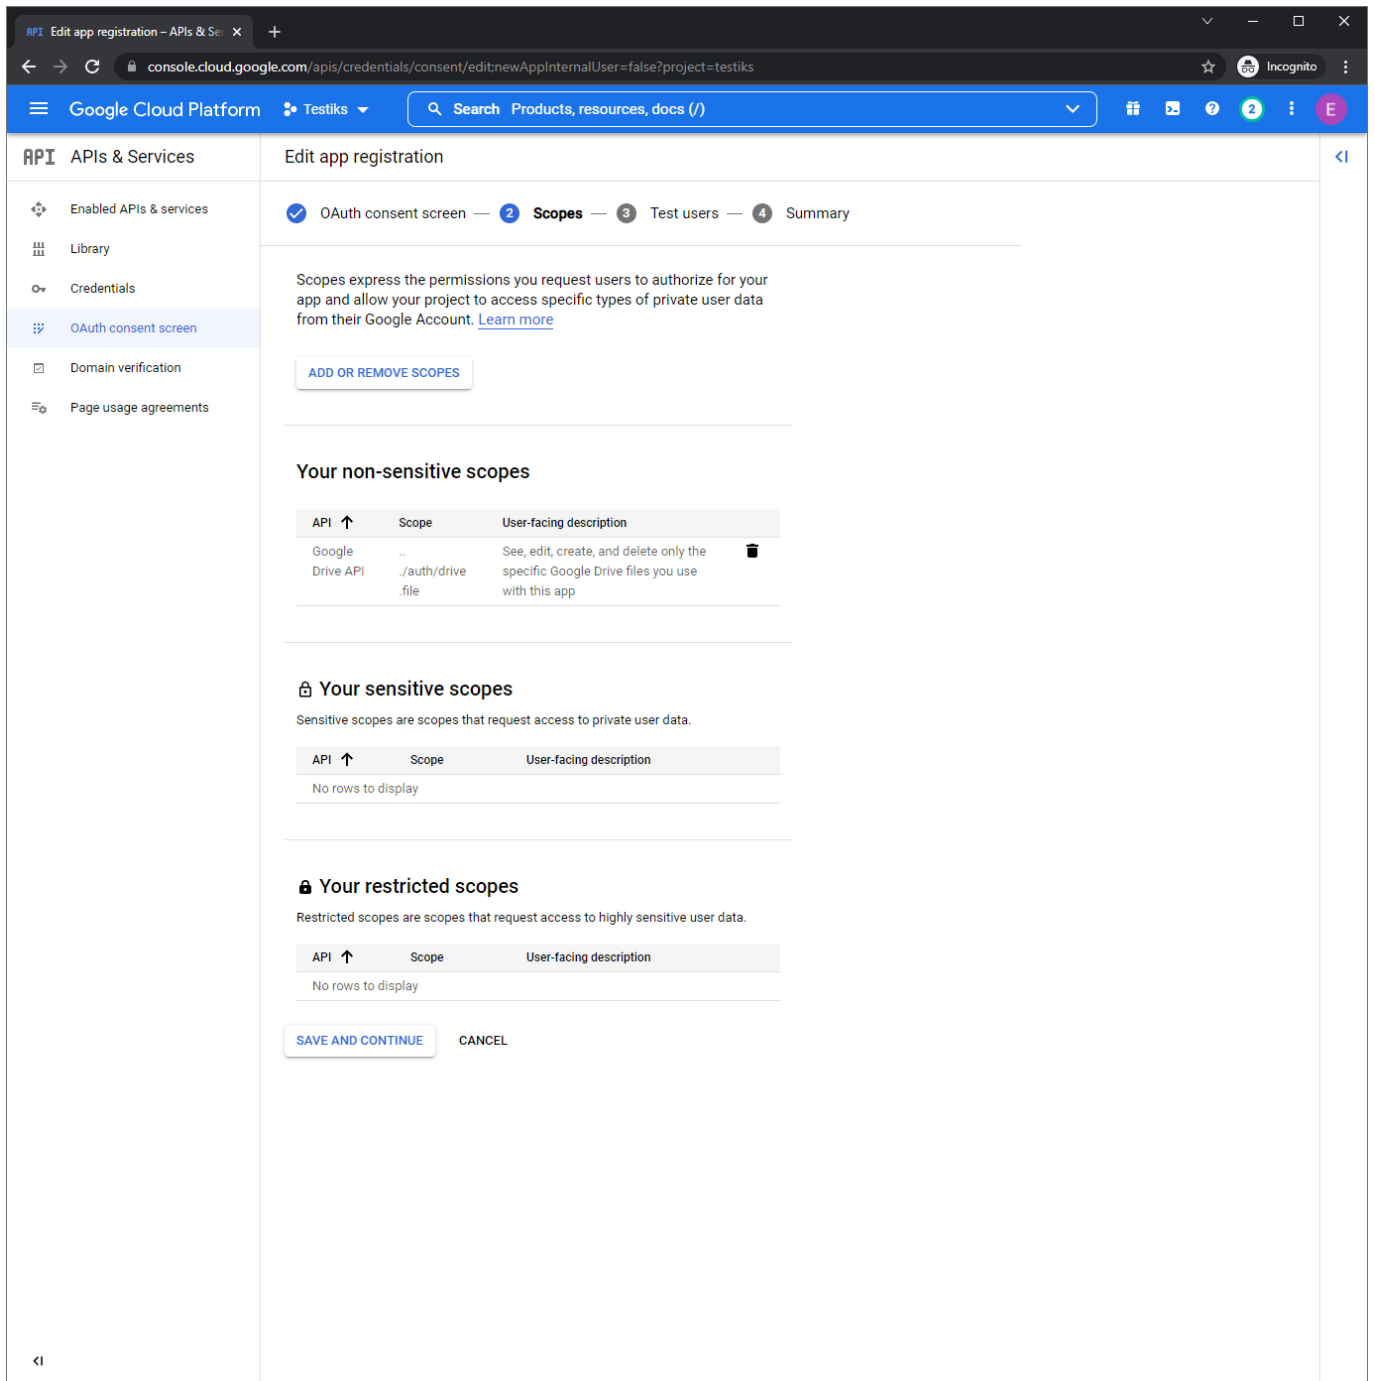 API Edit app registration – APIs & Se
console.cloud.google.com/apis/credentials/consent/edit;newAppInternalUser=false?project=testiks
Incognito
Google Cloud Platform
Testiks
Search Products, resources, docs (/)
2
E
API APIs & Services
Edit app registration
Enabled APIs & services
Library
Credentials
OAuth consent screen
Domain verification
Page usage agreements
OAuth consent screen — 2 Scopes — 3 Test users — 4 Summary
Scopes express the permissions you request users to authorize for your
app and allow your project to access specific types of private user data
from their Google Account. Learn more
ADD OR REMOVE SCOPES
Your non-sensitive scopes
API Scope User-facing description
Google .. See, edit, create, and delete only the
Drive API ./auth/drive specific Google Drive files you use
.file with this app
Your sensitive scopes
Sensitive scopes are scopes that request access to private user data.
API Scope User-facing description
No rows to display
Your restricted scopes
Restricted scopes are scopes that request access to highly sensitive user data.
API Scope User-facing description
No rows to display
SAVE AND CONTINUE CANCEL